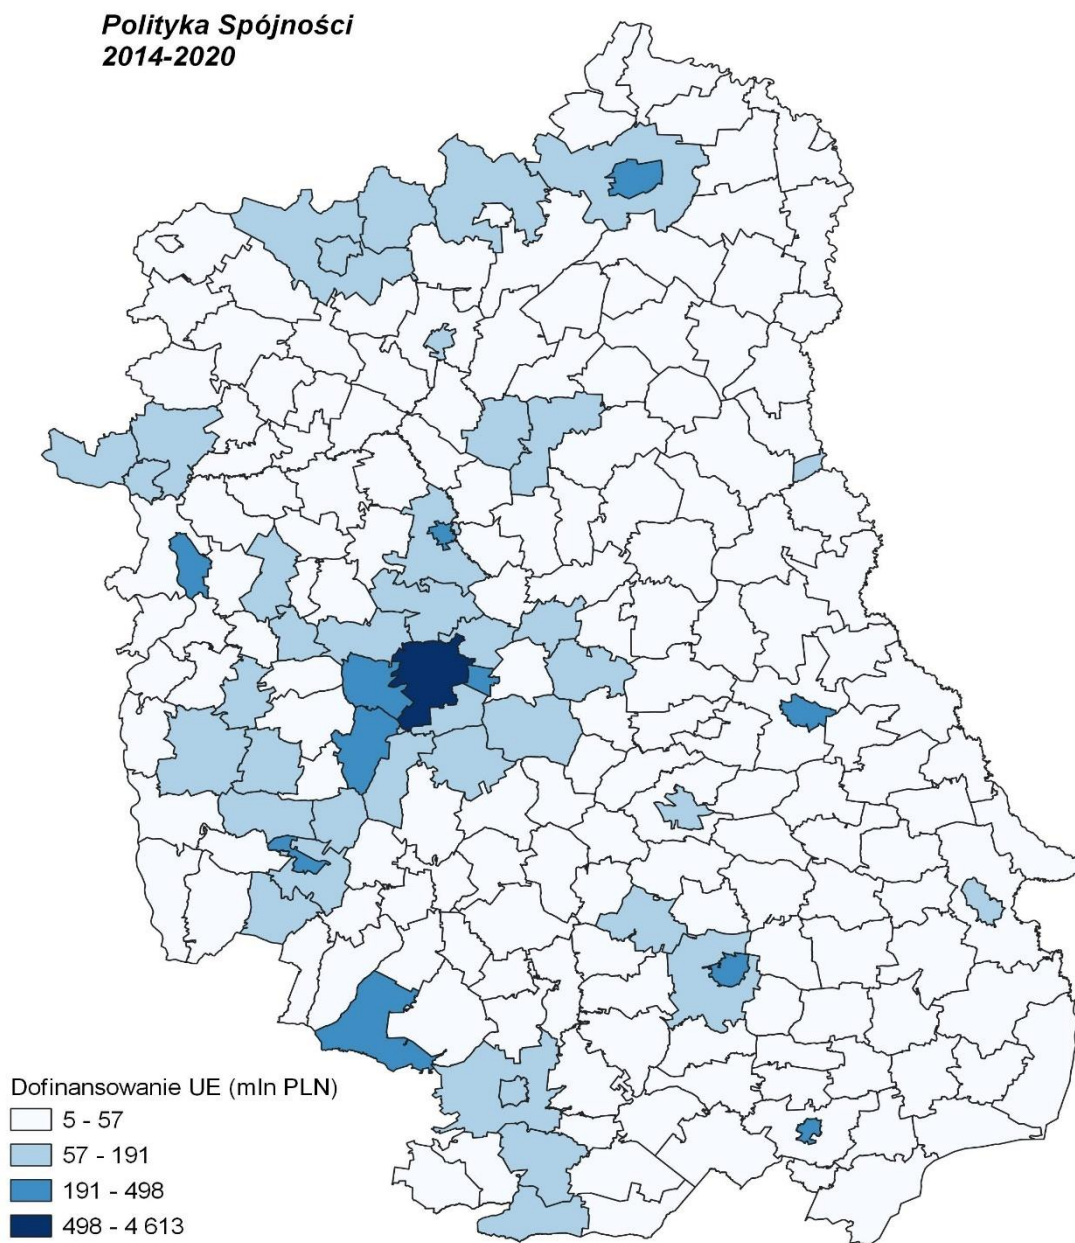 Polityka Spójności
2014-2020
Dofinansowanie UE (mln PLN)
5 - 57
57 - 191
191 - 498
498 - 4 613